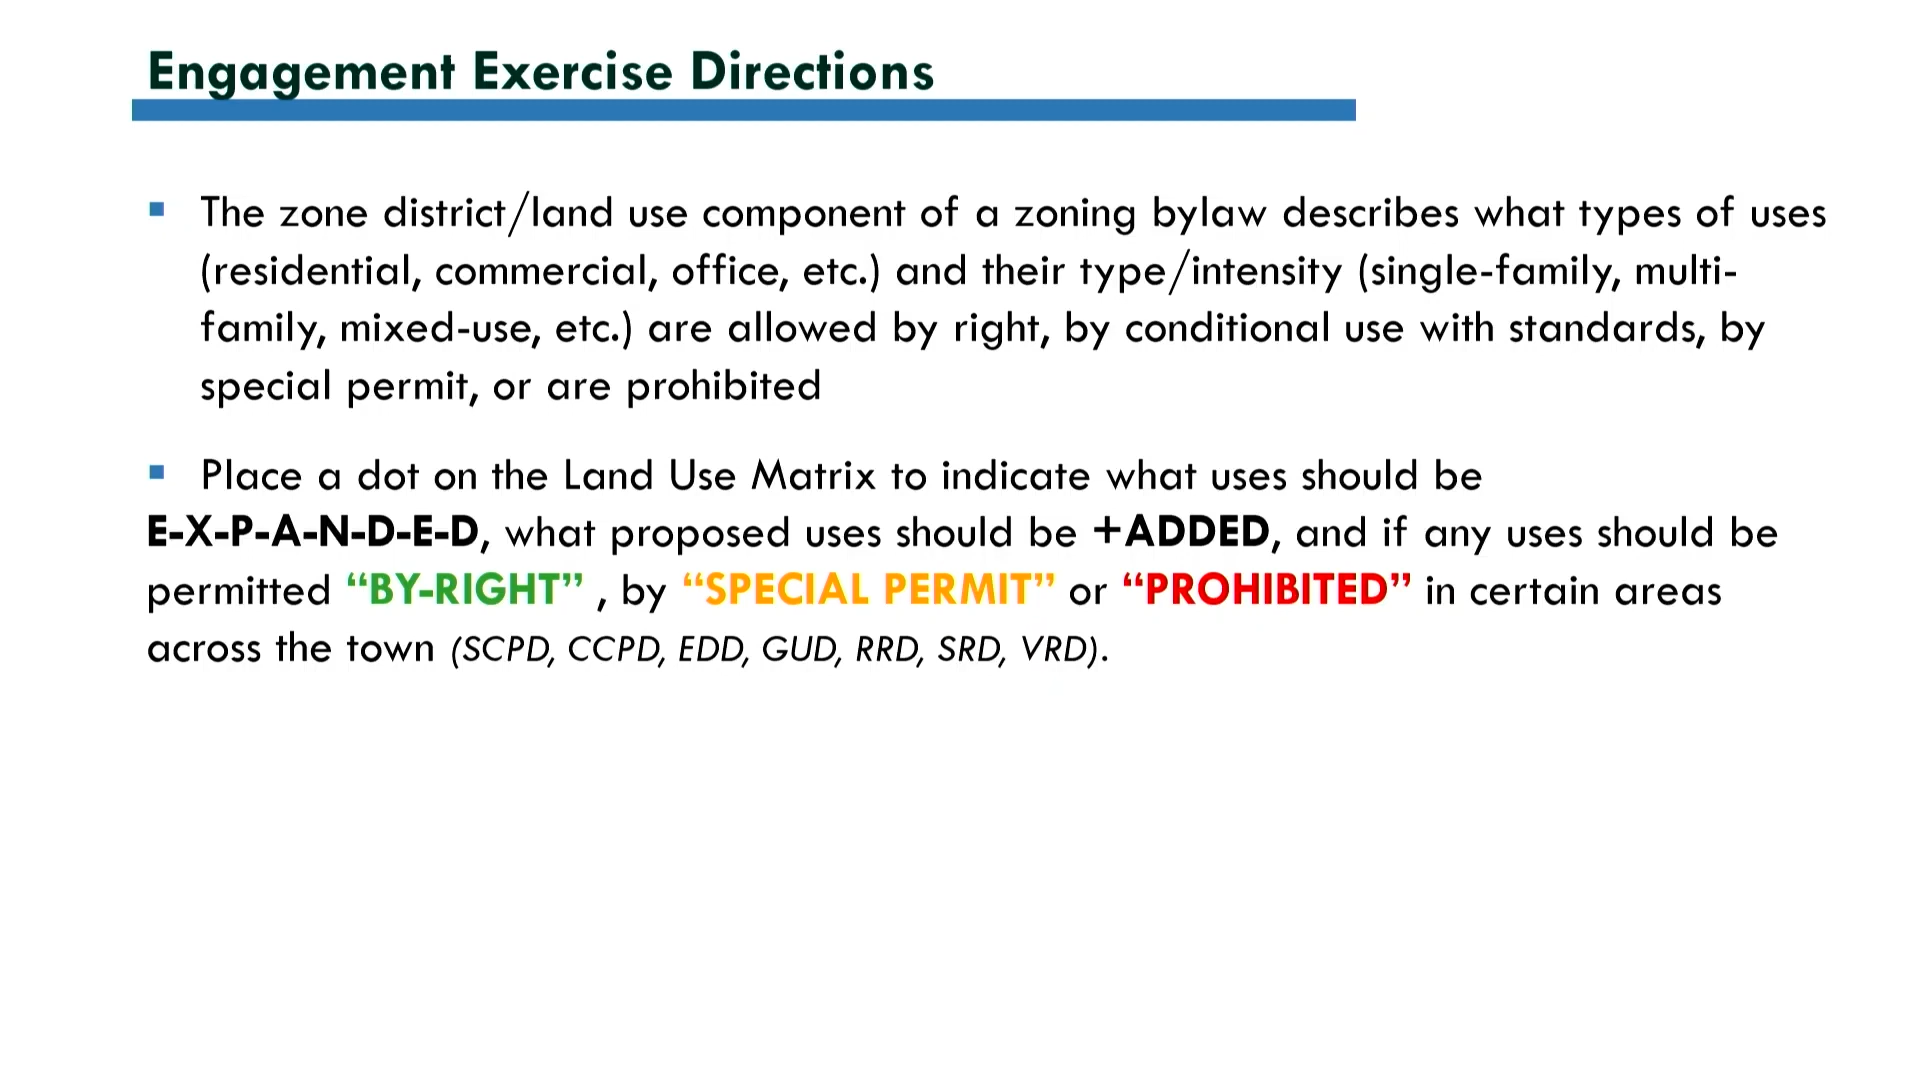 Engagement Exercise Directions
▪ The zone district/land use component of a zoning bylaw describes what types of uses
(residential, commercial, office, etc.) and their type/intensity (single-family, multi-
family, mixed-use, etc.) are allowed by right, by conditional use with standards, by
special permit, or are prohibited
▪ Place a dot on the Land Use Matrix to indicate what uses should be
E-X-P-A-N-D-E-D, what proposed uses should be +ADDED, and if any uses should be
permitted “BY-RIGHT” , by “SPECIAL PERMIT” or “PROHIBITED” in certain areas
across the town (SCPD, CCPD, EDD, GUD, RRD, SRD, VRD).